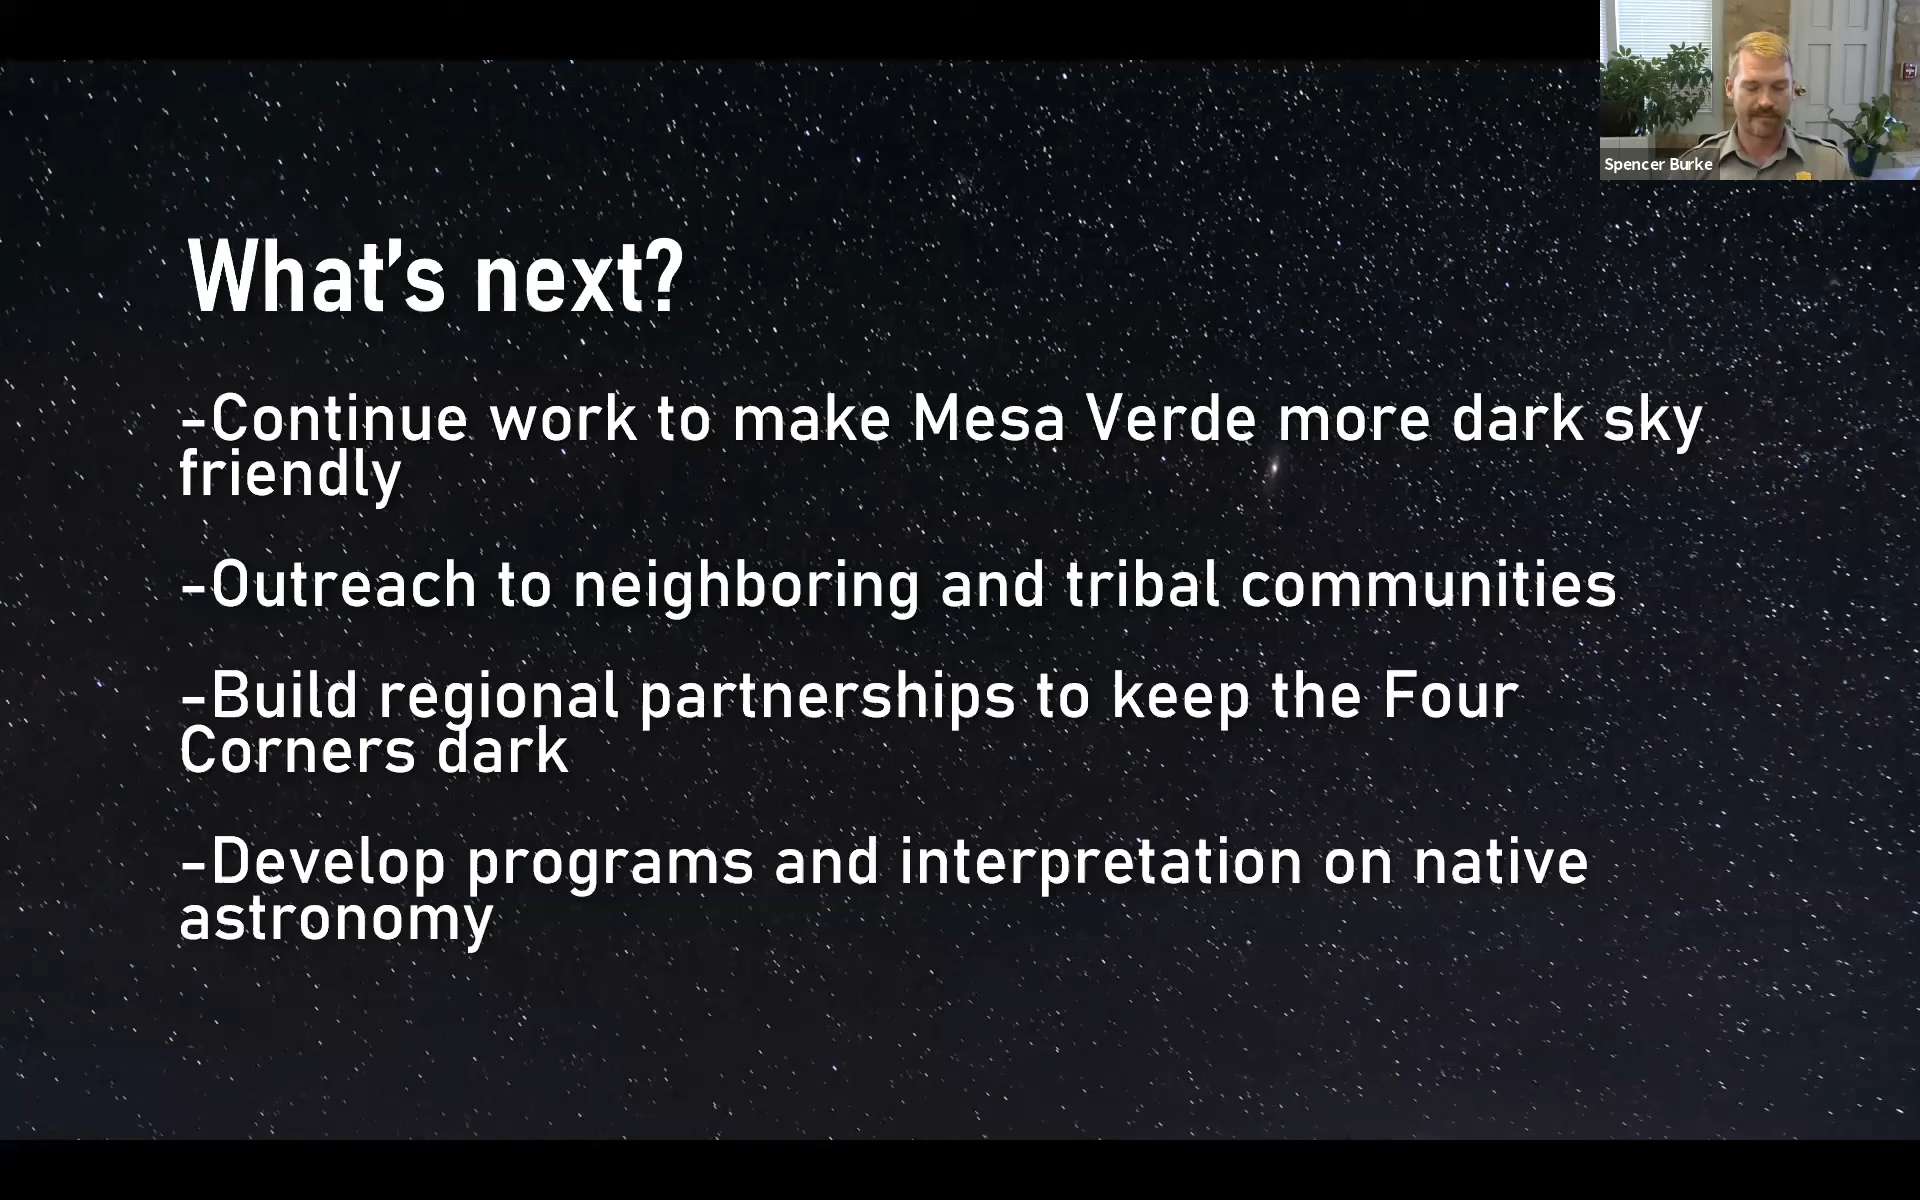 Spencer Burke
What's next?
-Continue work to make Mesa Verde more dark sky
friendly
-Outreach to neighboring and tribal communities
-Build regional partnerships to keep the Four
Corners dark
-Develop programs and interpretation on native
astronomy